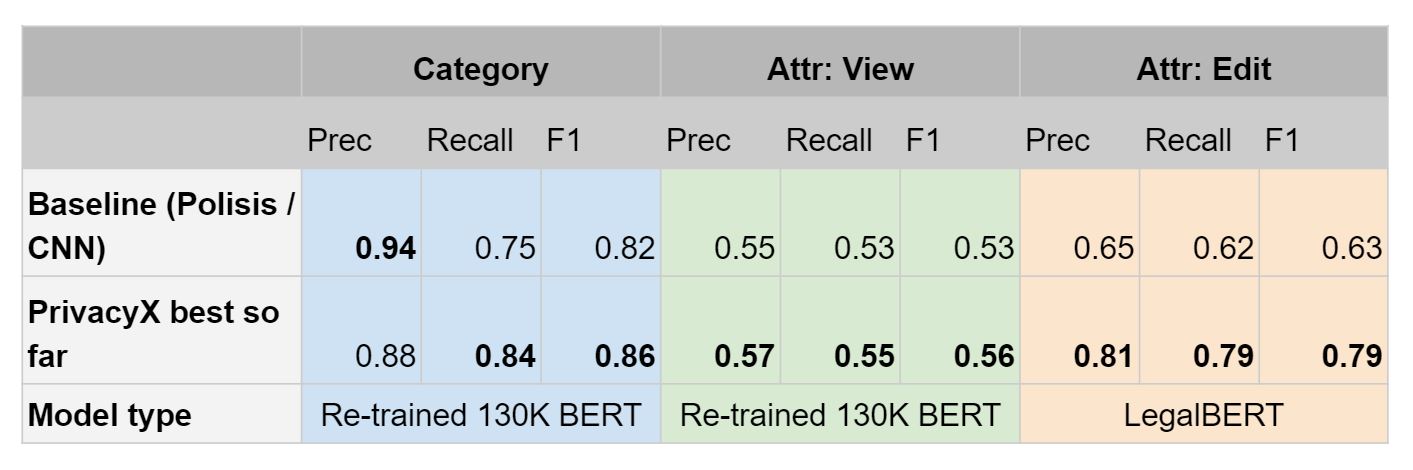 Category Attr: View Attr: Edit
Prec Recall F1 Prec Recall F1 Prec Recall F1
Baseline (Polisis /
CNN) 0.94 0.75 0.82 0.55 0.53 0.53 0.65 0.62 0.63
PrivacyX best so
far 0.88 0.84 0.86 0.57 0.55 0.56 0.81 0.79 0.79
Model type Re-trained 130K BERT Re-trained 130K BERT LegalBERT